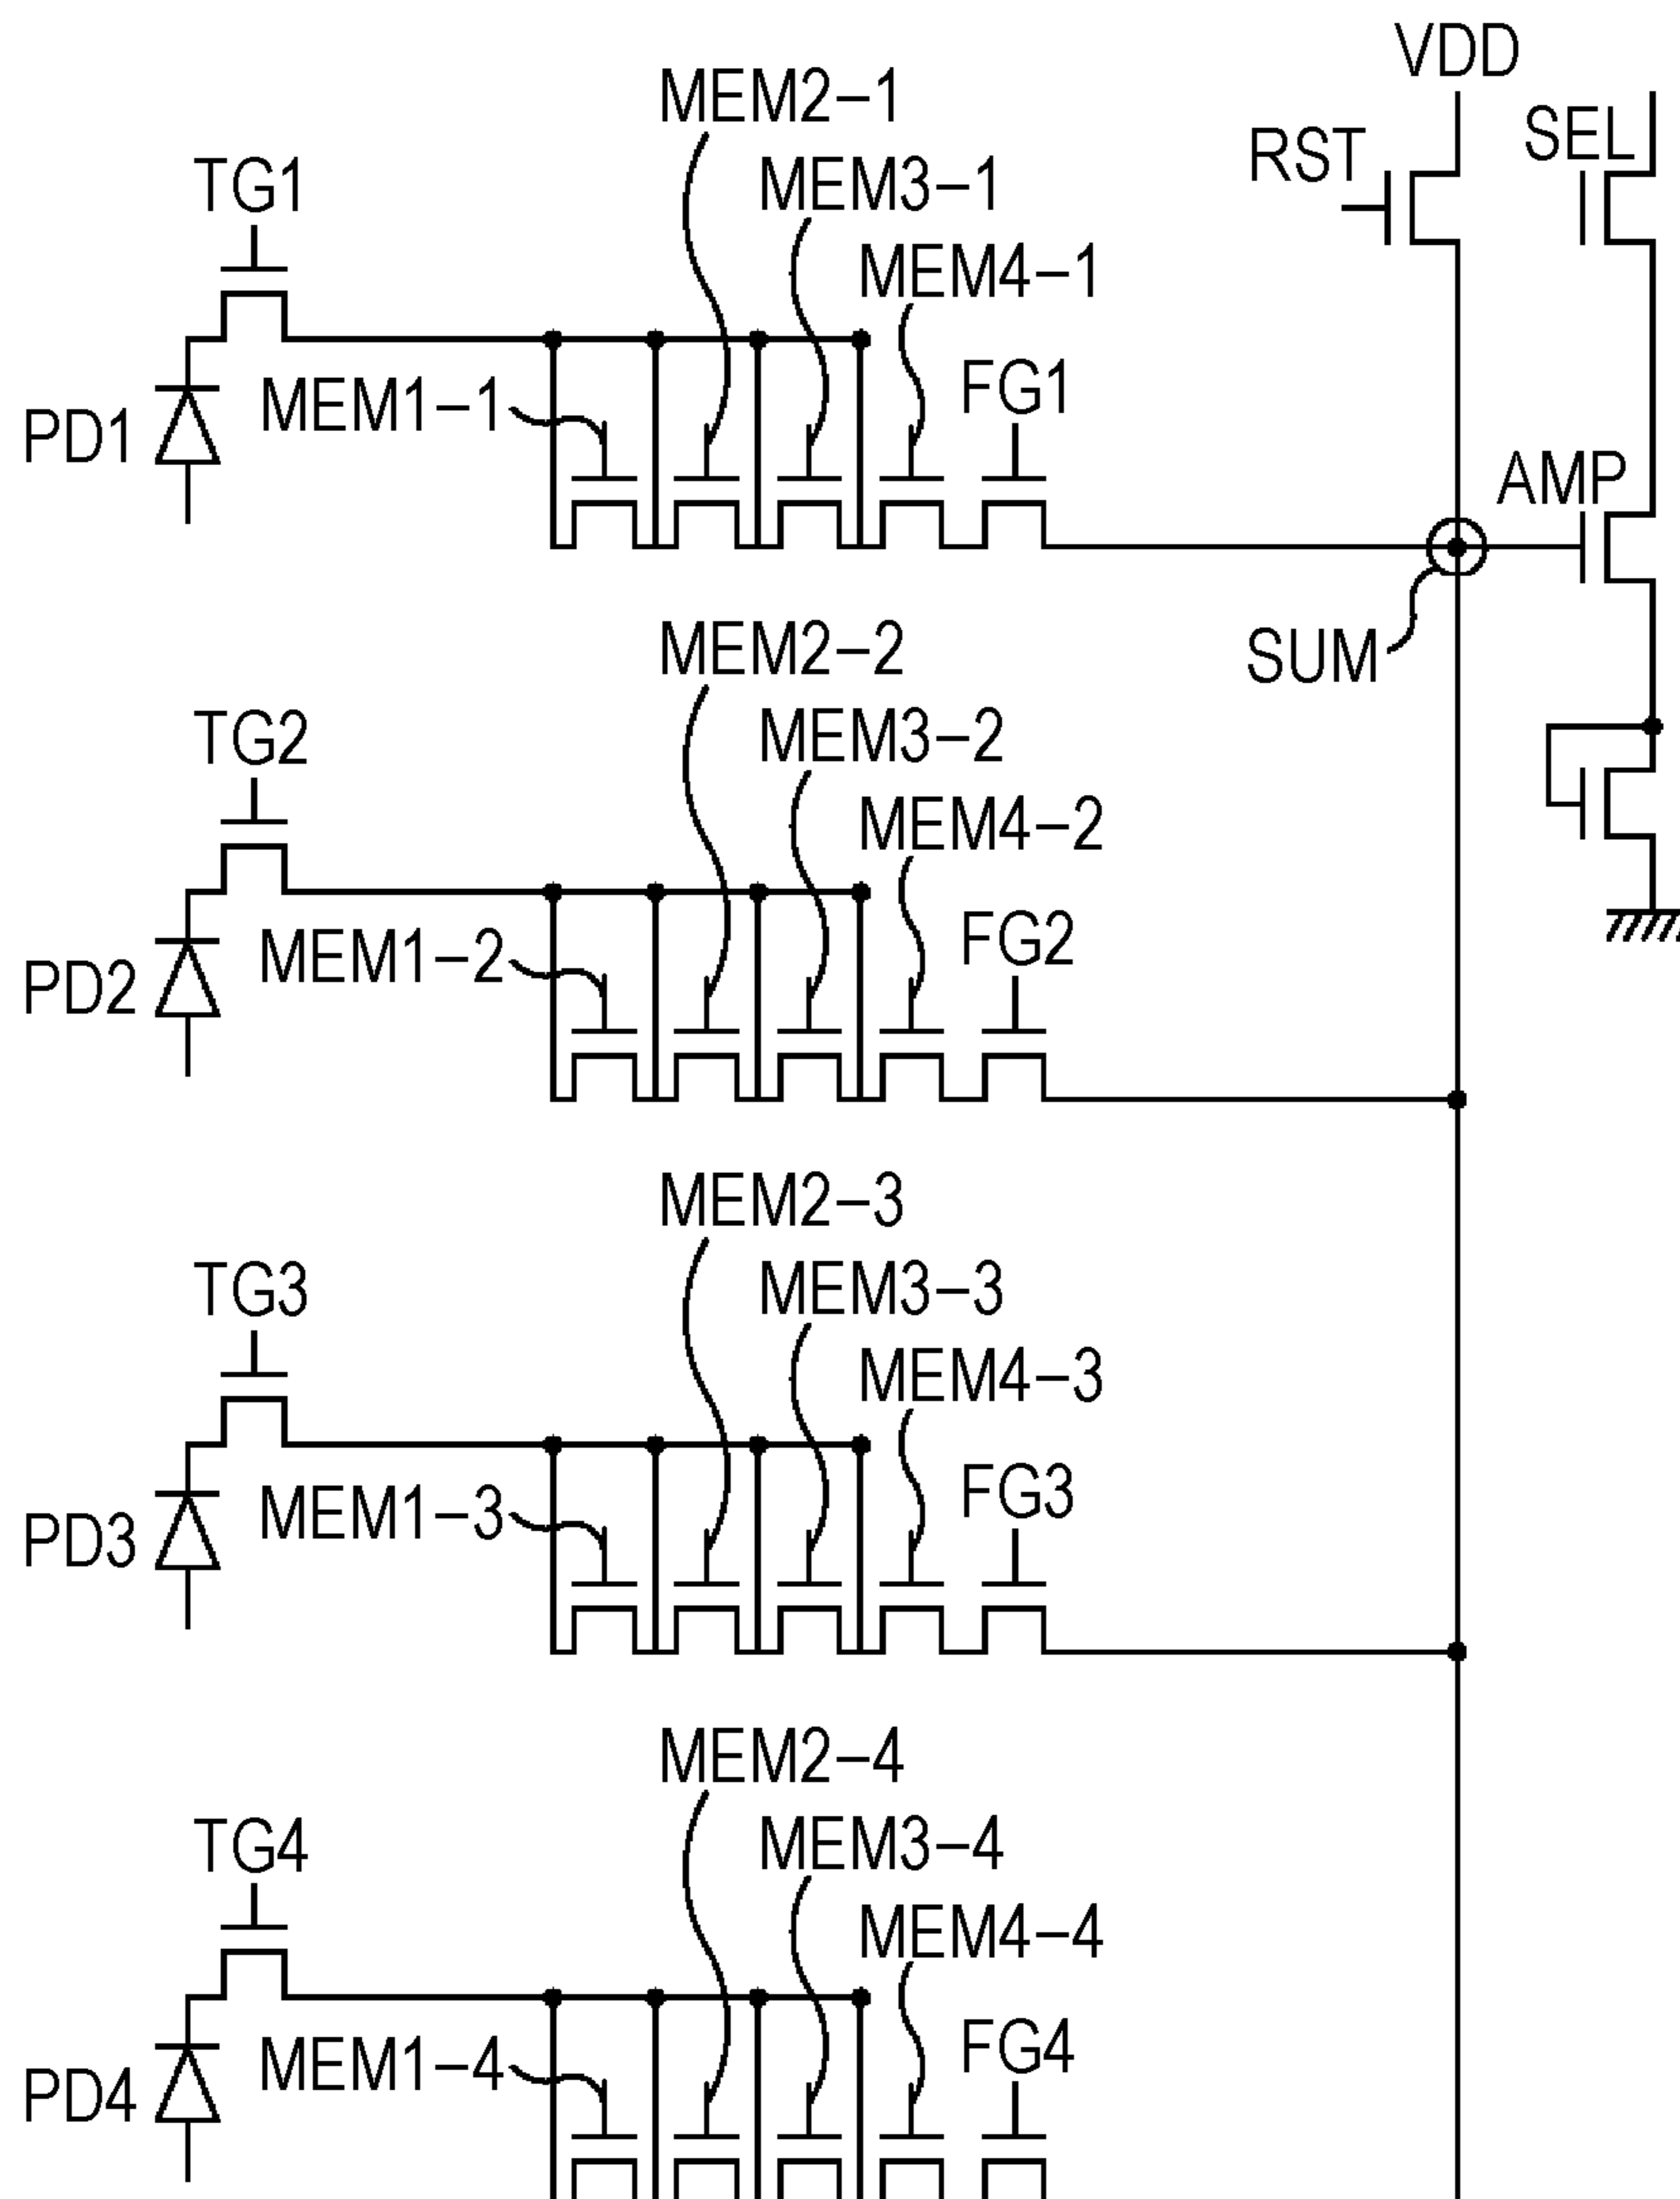 VDD
MEM2–1
SEL
RST
TG1
MEM3–1
MEM4–1
FG1
MEM1–1
PD1
AMP
SUM
MEM2–2
TG2
MEM3–2
MEM4–2
FG2
MEM1–2
PD2
MEM2–3
TG3
MEM3–3
MEM4–3
FG3
MEM1–3
PD3
MEM2–4
TG4
MEM3–4
MEM4–4
FG4
MEM1–4
PD4